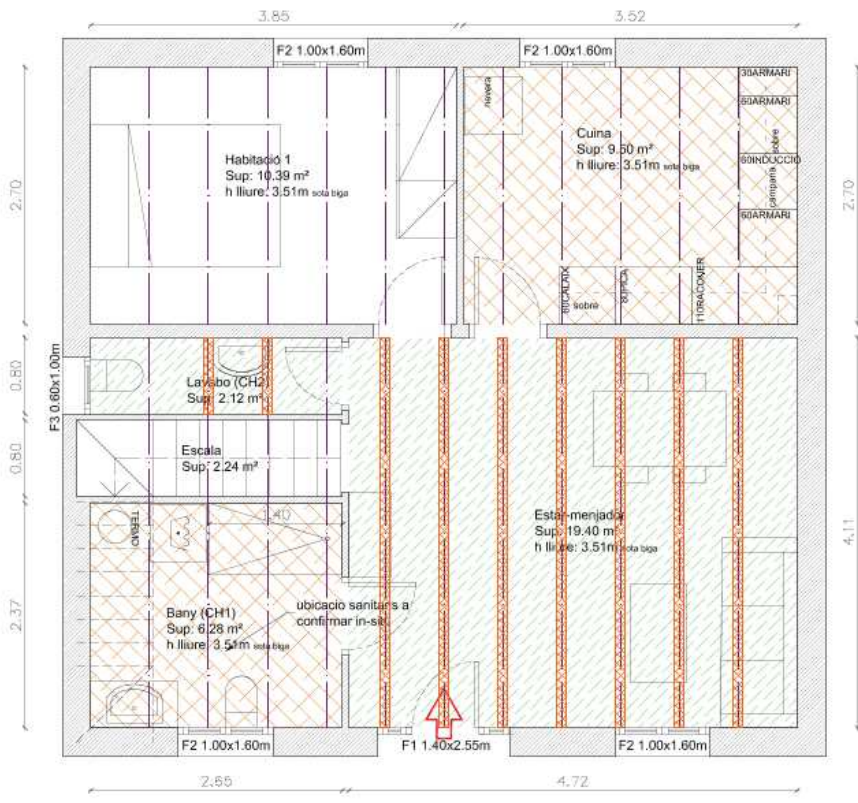 3.85
3.52
F2 1.00x1.60m
F2 1.00x1.60m
2.70
2.70
Habitació 1
Sup: 10.39 m²
h lliure: 3.51m sota biga
nevera
Cuina
Sup: 9.50 m²
h lliure: 3.51m sota biga
30ARMARI
60ARMARI
sobre
60INDUCCIO
campana
60ARMARI
60CALAIX
sobre
80PICA
110RACONER
F3 0.60x1.00m
0.80
Lavabo (CH2)
Sup: 2.12 m²
0.80
Escala
Sup: 2.24 m²
1.40
TERMO
Estar-menjador
Sup: 19.40 m²
h lliure: 3.51m sota biga
4.11
2.37
Bany (CH1)
Sup: 6.28 m²
h lliure: 3.51m sota biga
ubicacio sanitaris a
confirmar in-situ
F2 1.00x1.60m
F1 1.40x2.55m
F2 1.00x1.60m
2.65
4.72